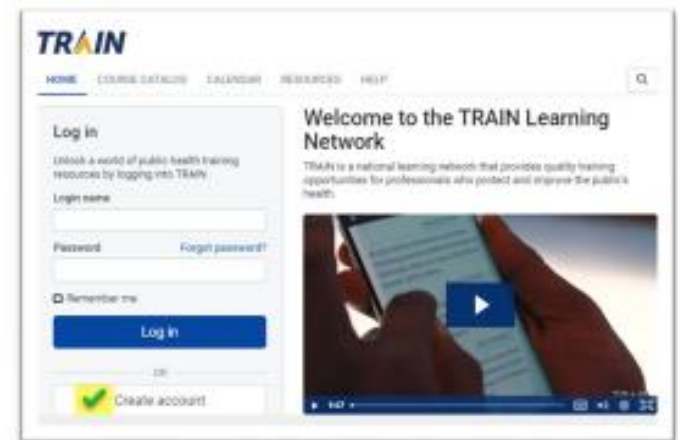 TRAIN
HOME COURSE CATALOG CALENDAR RESOURCES HELP
Log in
Unlock a world of public health training
resources by logging into TRAIN
Login name
Password Forgot password?
Remember me
Log in
OR
Create account
Welcome to the TRAIN Learning
Network
TRAIN is a national learning network that provides quality training
opportunities for professionals who protect and improve the public's
health.